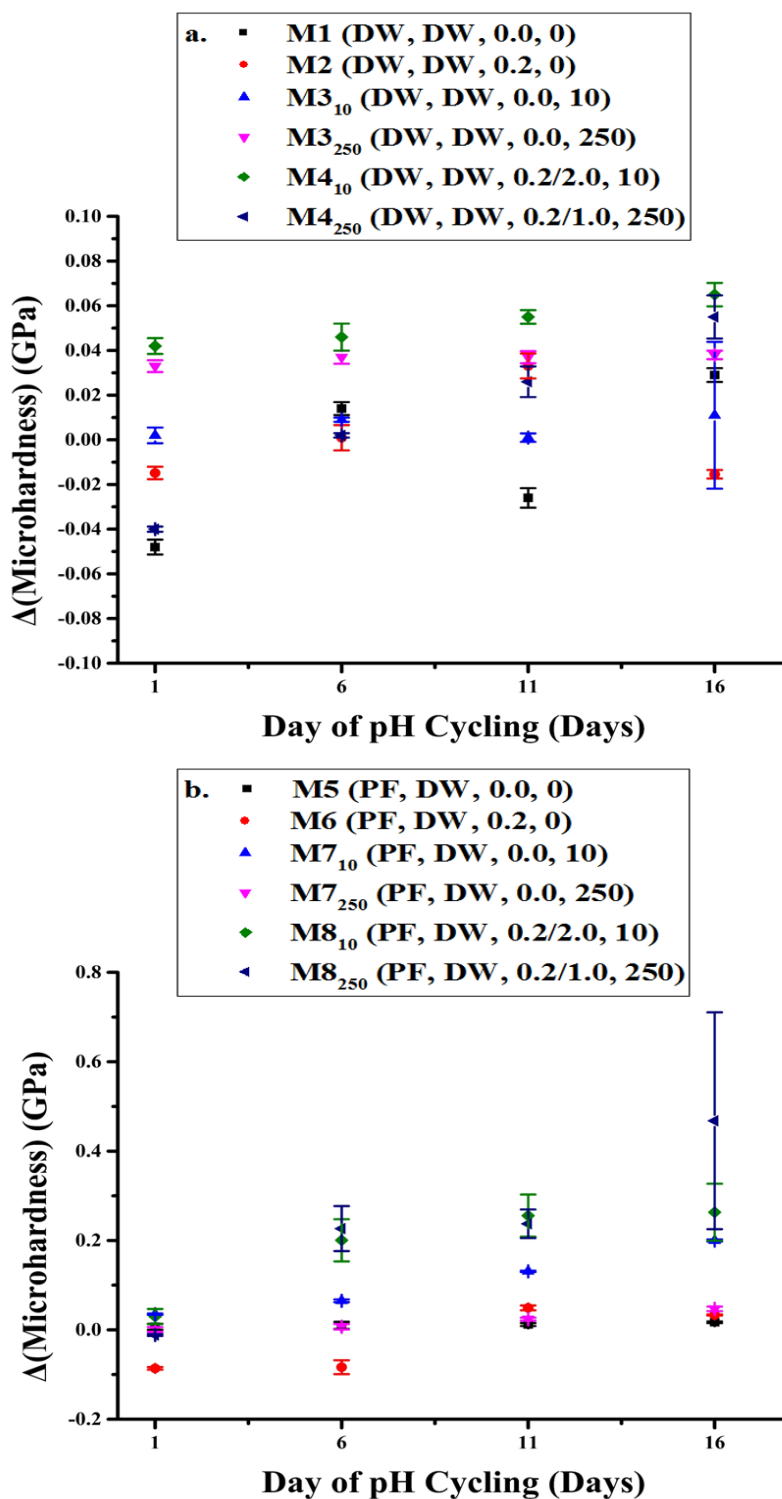 a.
M1 (DW, DW, 0.0, 0)
M2 (DW, DW, 0.2, 0)
M3₁₀ (DW, DW, 0.0, 10)
M3₂₅₀ (DW, DW, 0.0, 250)
M4₁₀ (DW, DW, 0.2/2.0, 10)
M4₂₅₀ (DW, DW, 0.2/1.0, 250)
Δ(Microhardness) (GPa)
0.10
0.08
0.06
0.04
0.02
0.00
-0.02
-0.04
-0.06
-0.08
-0.10
1 6 11 16
Day of pH Cycling (Days)
b.
M5 (PF, DW, 0.0, 0)
M6 (PF, DW, 0.2, 0)
M7₁₀ (PF, DW, 0.0, 10)
M7₂₅₀ (PF, DW, 0.0, 250)
M8₁₀ (PF, DW, 0.2/2.0, 10)
M8₂₅₀ (PF, DW, 0.2/1.0, 250)
Δ(Microhardness) (GPa)
0.8
0.6
0.4
0.2
0.0
-0.2
1 6 11 16
Day of pH Cycling (Days)